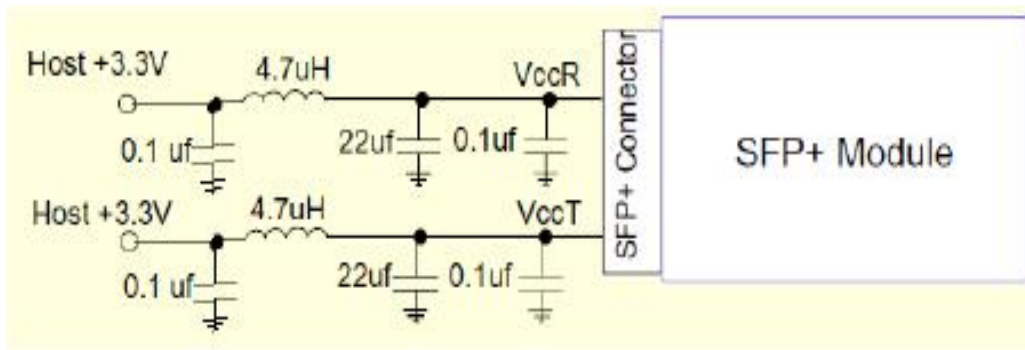 Host +3.3V
4.7uH
VccR
0.1 uf
22uf
0.1uf
Host +3.3V
4.7uH
VccT
0.1 uf
22uf
0.1uf
SFP+ Connector
SFP+ Module